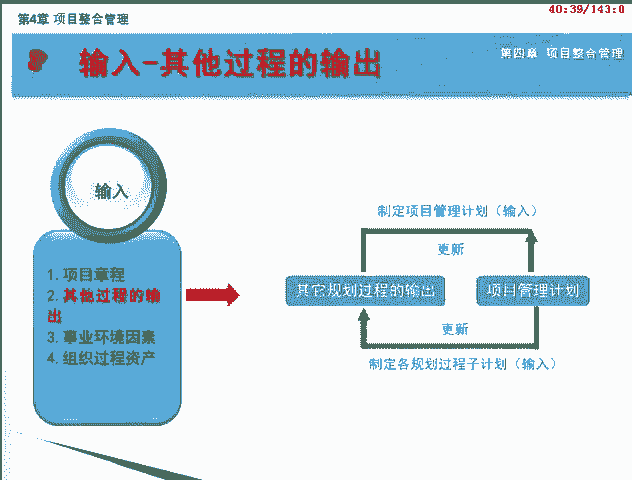 第4章 项目整合管理
40:39/143:0
输入-其他过程的输出
第四章 项目整合管理
输入
1. 项目章程
2. 其他过程的输
出
3. 事业环境因素
4. 组织过程资产
制定项目管理计划（输入）
更新
其它规划过程的输出
项目管理计划
更新
制定各规划过程子计划（输入）